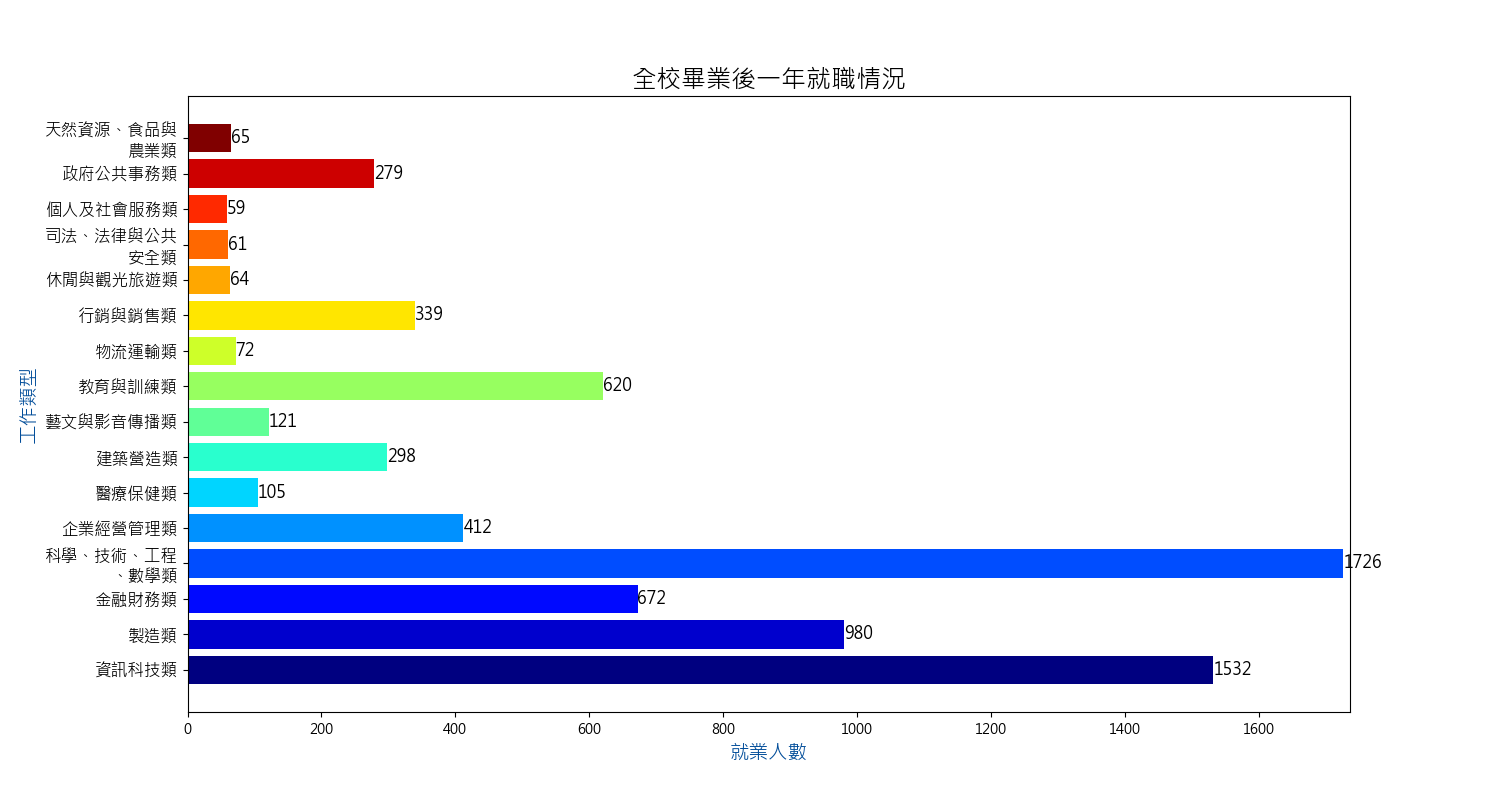 全校畢業後一年就職情況
天然資源、食品與
農業類
65
政府公共事務類
279
個人及社會服務類
59
司法、法律與公共
安全類
61
休閒與觀光旅遊類
64
行銷與銷售類
339
物流運輸類
72
教育與訓練類
620
藝文與影音傳播類
121
建築營造類
298
醫療保健類
105
企業經營管理類
412
科學、技術、工程
、數學類
1726
金融財務類
672
製造類
980
資訊科技類
1532
工作類型
0 200 400 600 800 1000 1200 1400 1600
就業人數